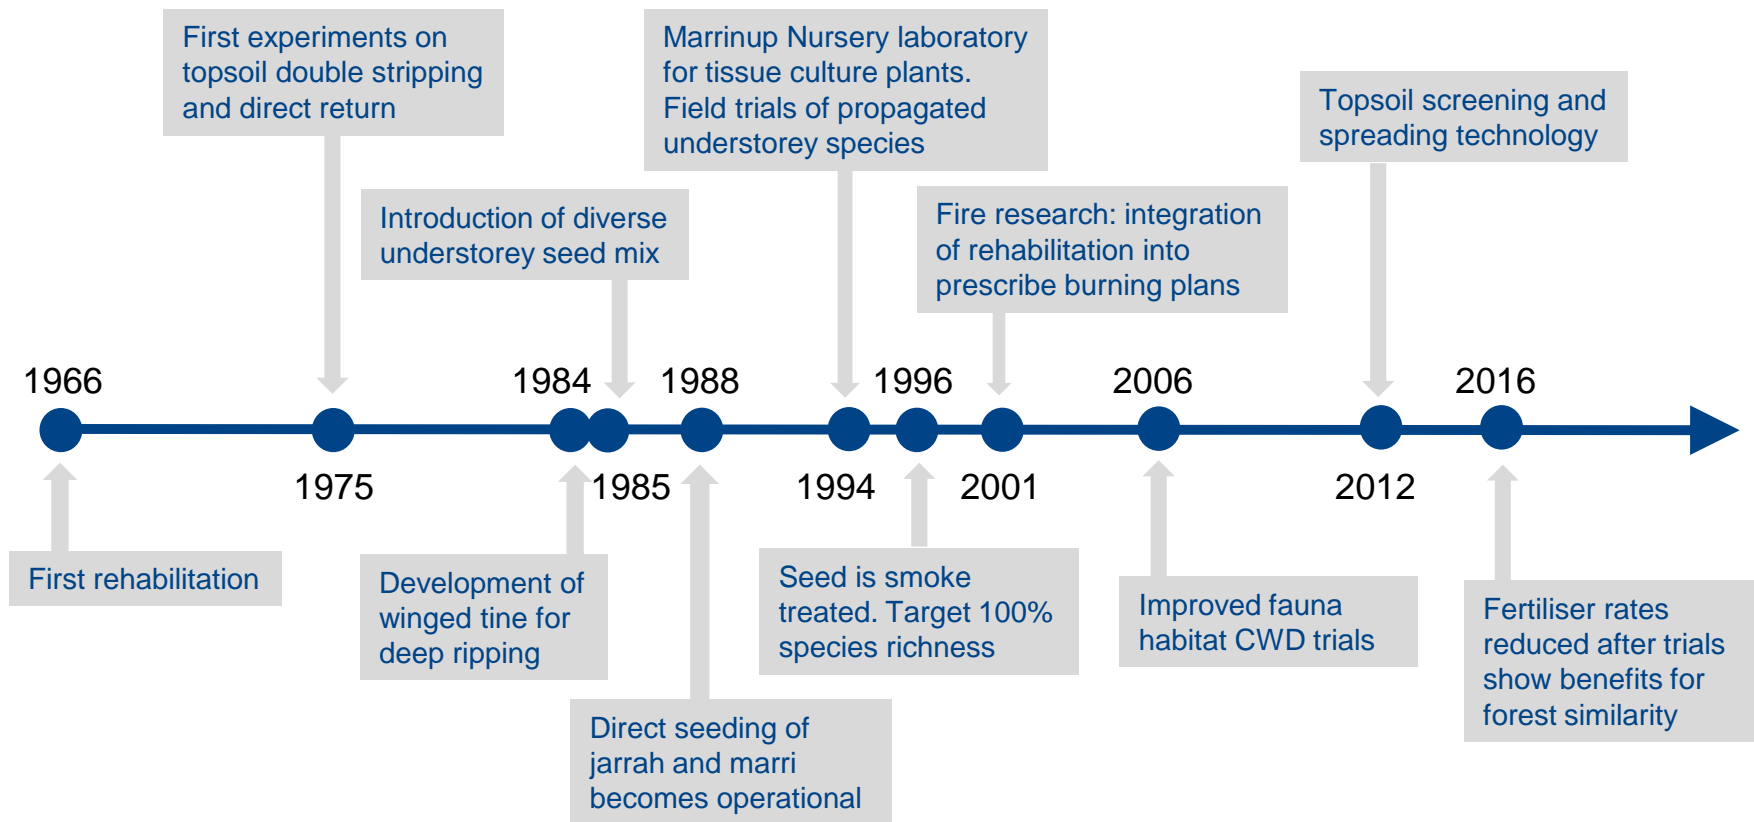 First experiments on
topsoil double stripping
and direct return
Marrinup Nursery laboratory
for tissue culture plants.
Field trials of propagated
understorey species
Topsoil screening and
spreading technology
Introduction of diverse
understorey seed mix
Fire research: integration
of rehabilitation into
prescribe burning plans
1966
1984
1988
1996
2006
2016
1975
1985
1994
2001
2012
First rehabilitation
Development of
winged tine for
deep ripping
Seed is smoke
treated. Target 100%
species richness
Improved fauna
habitat CWD trials
Fertiliser rates
reduced after trials
show benefits for
forest similarity
Direct seeding of
jarrah and marri
becomes operational